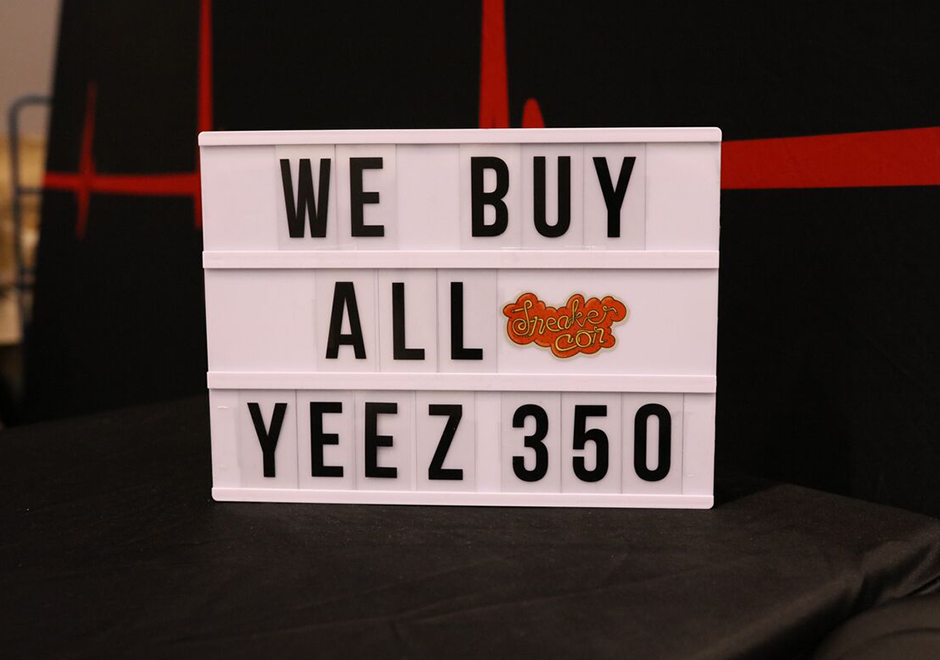 WE BUY
ALL
Sneaker
con
YEEZ 350